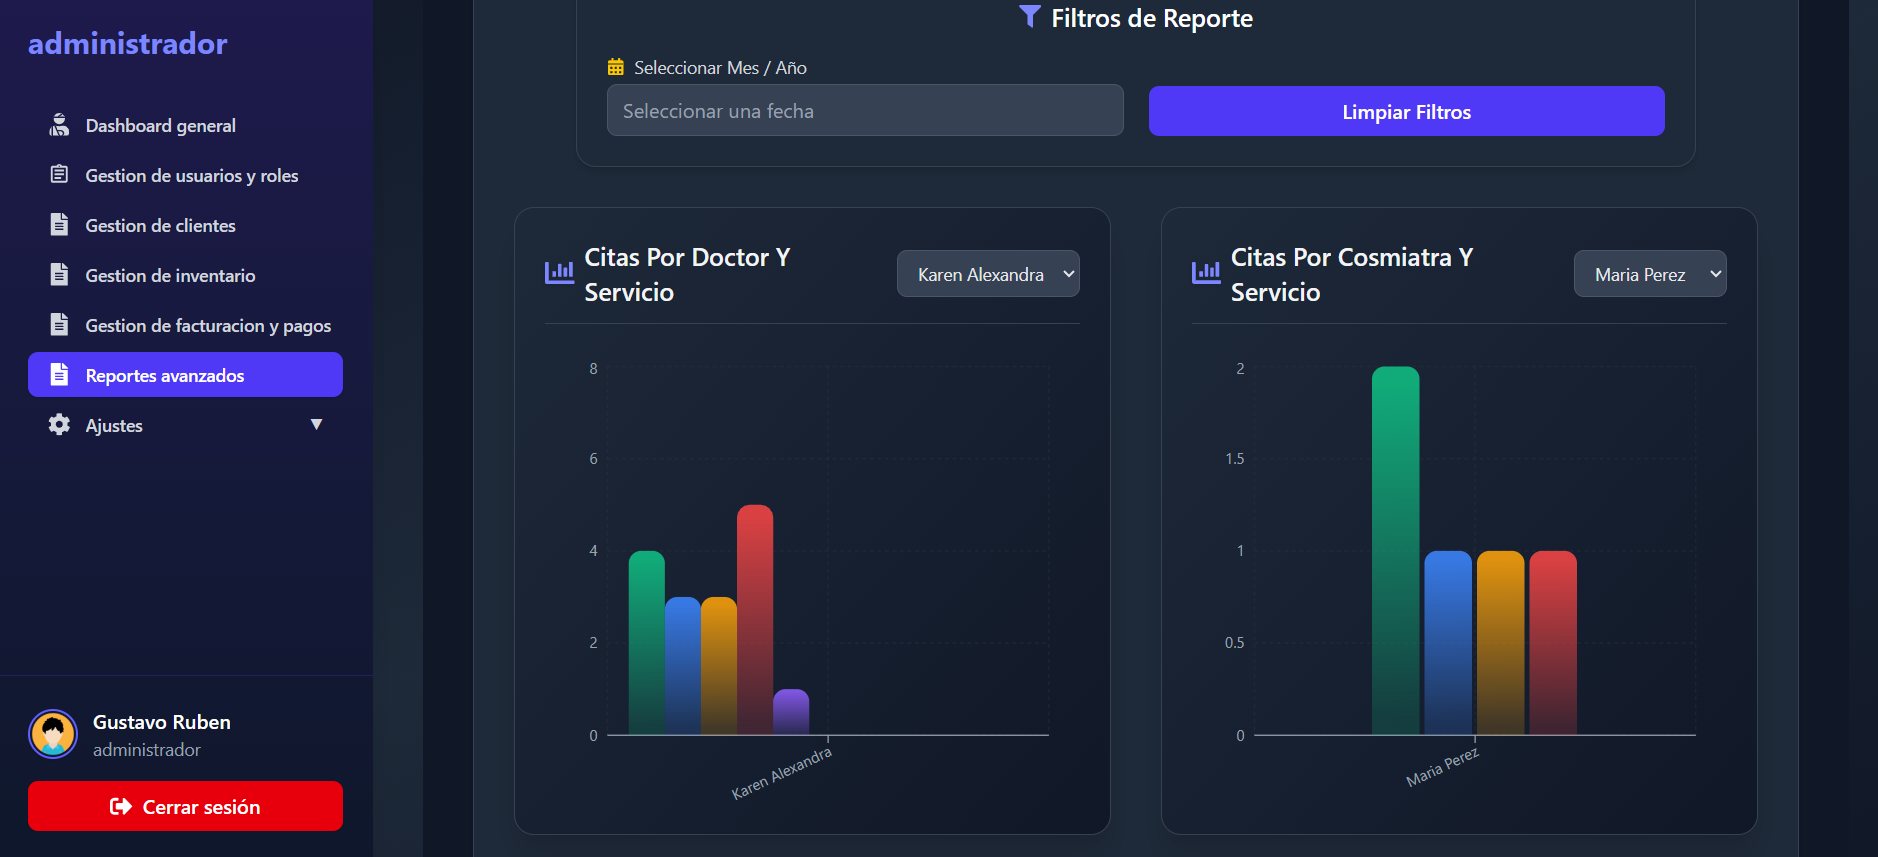 administrador
Dashboard general
Gestion de usuarios y roles
Gestion de clientes
Gestion de inventario
Gestion de facturacion y pagos
Reportes avanzados
Ajustes
Gustavo Ruben
administrador
Cerrar sesión
Filtros de Reporte
Seleccionar Mes / Año
Seleccionar una fecha
Limpiar Filtros
Citas Por Doctor Y
Servicio
Karen Alexandra
8
6
4
2
0
Karen Alexandra
Citas Por Cosmiatra Y
Servicio
Maria Perez
2
1.5
1
0.5
0
Maria Perez